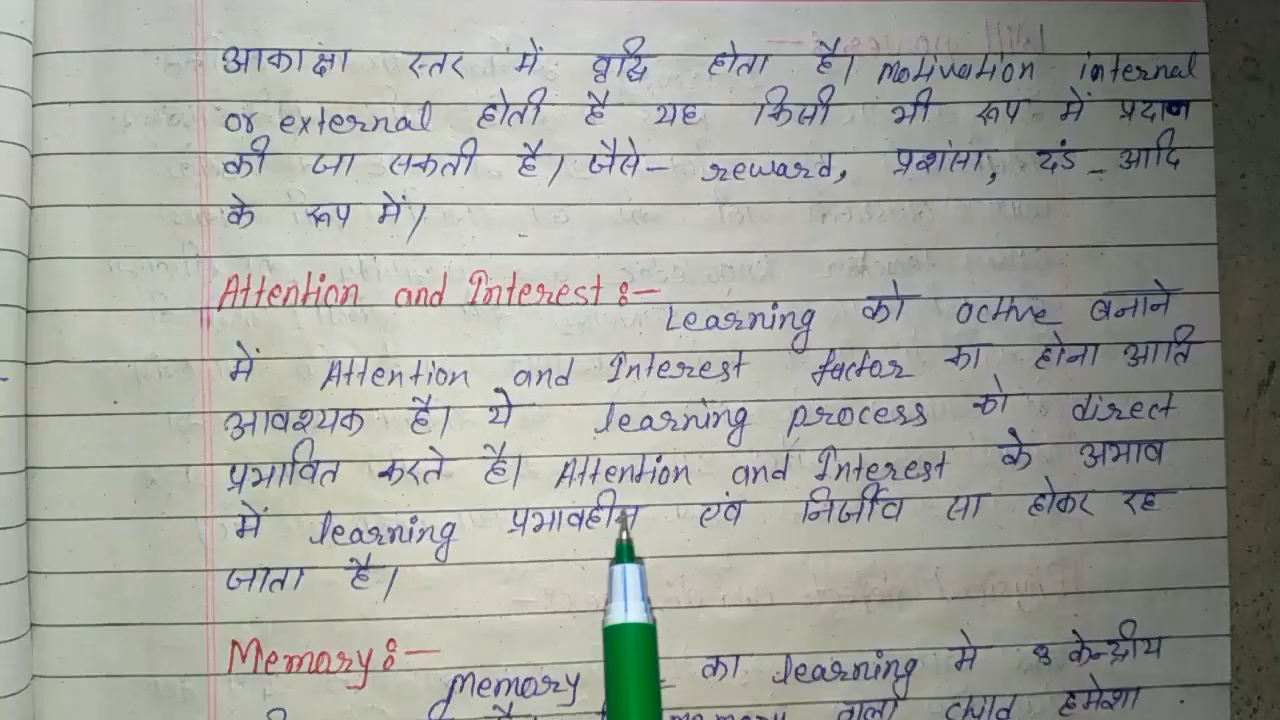 आकांक्षा स्तर में वृद्धि होता है। Motivation internal
or external होती है यह किसी भी रूप में प्रदान
की जा सकती है। जैसे- reward, प्रशंसा, दंड - आदि
के रूप में।
Attention and Interest :-
Learning को active बनाने
में Attention and Interest factor का होना आति
आवश्यक है। ये learning process को direct
प्रभावित करते है। Attention and Interest के अभाव
में learning प्रभावहीन एवं निर्जीव सा होकर रह
जाता है।
Memory :-
Memory का learning मे केन्द्रीय
वाला child हमेशा